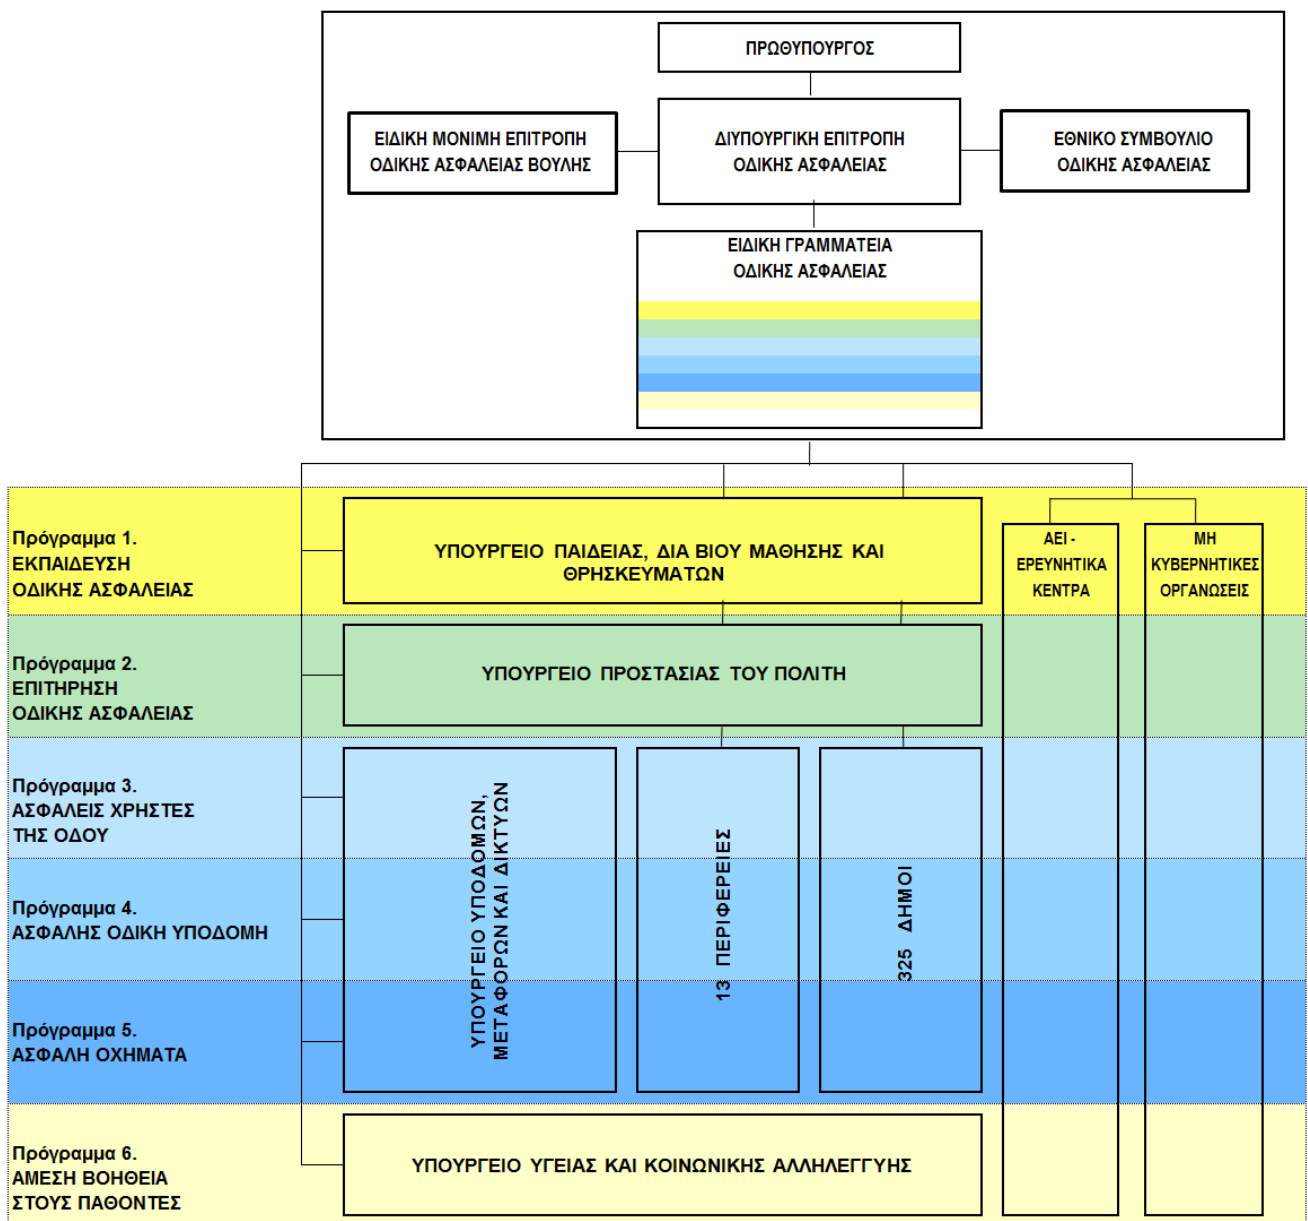 ΠΡΩΘΥΠΟΥΡΓΟΣ
ΕΙΔΙΚΗ ΜΟΝΙΜΗ ΕΠΙΤΡΟΠΗ
ΟΔΙΚΗΣ ΑΣΦΑΛΕΙΑΣ ΒΟΥΛΗΣ
ΔΙΥΠΟΥΡΓΙΚΗ ΕΠΙΤΡΟΠΗ
ΟΔΙΚΗΣ ΑΣΦΑΛΕΙΑΣ
ΕΘΝΙΚΟ ΣΥΜΒΟΥΛΙΟ
ΟΔΙΚΗΣ ΑΣΦΑΛΕΙΑΣ
ΕΙΔΙΚΗ ΓΡΑΜΜΑΤΕΙΑ
ΟΔΙΚΗΣ ΑΣΦΑΛΕΙΑΣ
Πρόγραμμα 1.
ΕΚΠΑΙΔΕΥΣΗ
ΟΔΙΚΗΣ ΑΣΦΑΛΕΙΑΣ
ΥΠΟΥΡΓΕΙΟ ΠΑΙΔΕΙΑΣ, ΔΙΑ ΒΙΟΥ ΜΑΘΗΣΗΣ ΚΑΙ
ΘΡΗΣΚΕΥΜΑΤΩΝ
ΑΕΙ -
ΕΡΕΥΝΗΤΙΚΑ
ΚΕΝΤΡΑ
ΜΗ
ΚΥΒΕΡΝΗΤΙΚΕΣ
ΟΡΓΑΝΩΣΕΙΣ
Πρόγραμμα 2.
ΕΠΙΤΗΡΗΣΗ
ΟΔΙΚΗΣ ΑΣΦΑΛΕΙΑΣ
ΥΠΟΥΡΓΕΙΟ ΠΡΟΣΤΑΣΙΑΣ ΤΟΥ ΠΟΛΙΤΗ
Πρόγραμμα 3.
ΑΣΦΑΛΕΙΣ ΧΡΗΣΤΕΣ
ΤΗΣ ΟΔΟΥ
Πρόγραμμα 4.
ΑΣΦΑΛΗΣ ΟΔΙΚΗ ΥΠΟΔΟΜΗ
Πρόγραμμα 5.
ΑΣΦΑΛΗ ΟΧΗΜΑΤΑ
ΥΠΟΥΡΓΕΙΟ ΥΠΟΔΟΜΩΝ,
ΜΕΤΑΦΟΡΩΝ ΚΑΙ ΔΙΚΤΥΩΝ
13 ΠΕΡΙΦΕΡΕΙΕΣ
325 ΔΗΜΟΙ
Πρόγραμμα 6.
ΑΜΕΣΗ ΒΟΗΘΕΙΑ
ΣΤΟΥΣ ΠΑΘΟΝΤΕΣ
ΥΠΟΥΡΓΕΙΟ ΥΓΕΙΑΣ ΚΑΙ ΚΟΙΝΩΝΙΚΗΣ ΑΛΛΗΛΕΓΓΥΗΣ